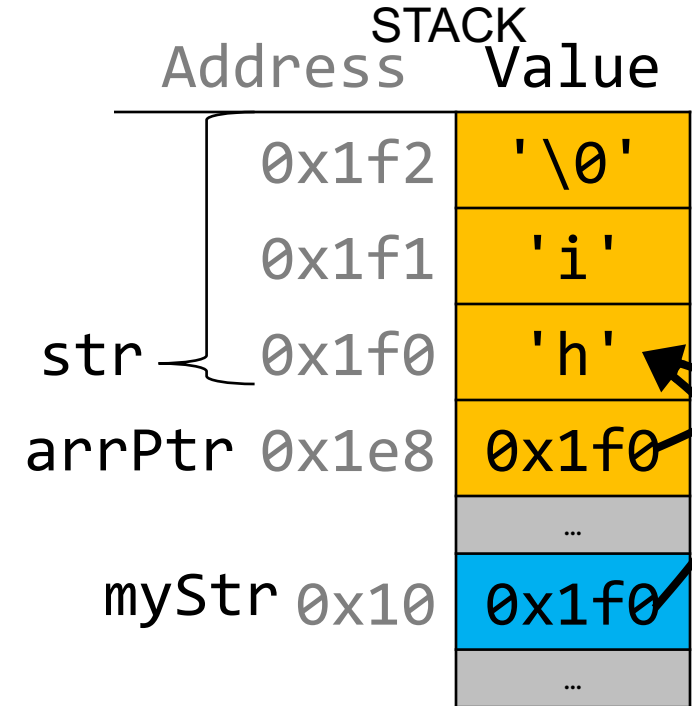 STACK
Address Value
0x1f2 '\0'
0x1f1 'i'
str 0x1f0 'h'
arrPtr 0x1e8 0x1f0
…
myStr 0x10 0x1f0
…